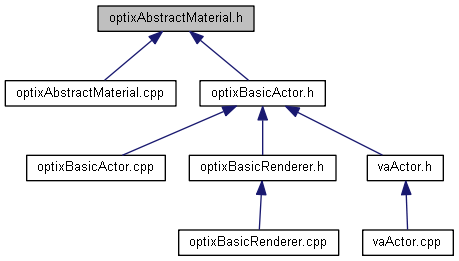 optixAbstractMaterial.h
optixAbstractMaterial.cpp
optixBasicActor.h
optixBasicActor.cpp
optixBasicRenderer.h
vaActor.h
optixBasicRenderer.cpp
vaActor.cpp